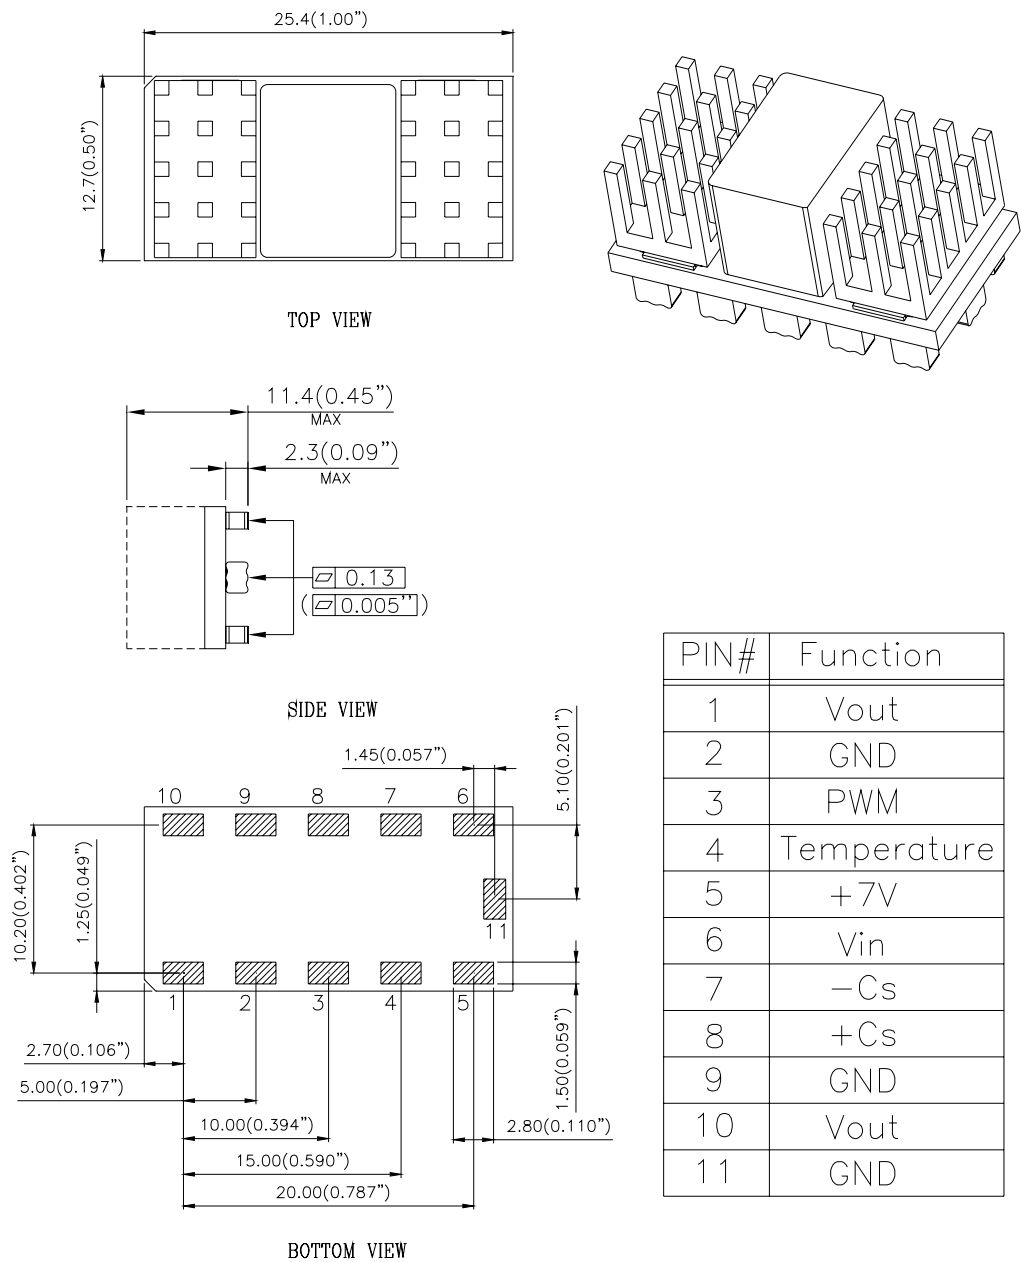 25.4(1.00")
12.7(0.50")
TOP VIEW
11.4(0.45")
MAX
2.3(0.09")
MAX
▱ 0.13
(▱ 0.005'')
SIDE VIEW
1.45(0.057")
5.10(0.201")
10 9 8 7 6
10.20(0.402")
1.25(0.049")
11
1 2 3 4 5
2.70(0.106")
5.00(0.197")
10.00(0.394")
15.00(0.590")
20.00(0.787")
2.80(0.110")
1.50(0.059")
BOTTOM VIEW
PIN# Function
1 Vout
2 GND
3 PWM
4 Temperature
5 +7V
6 Vin
7 -Cs
8 +Cs
9 GND
10 Vout
11 GND